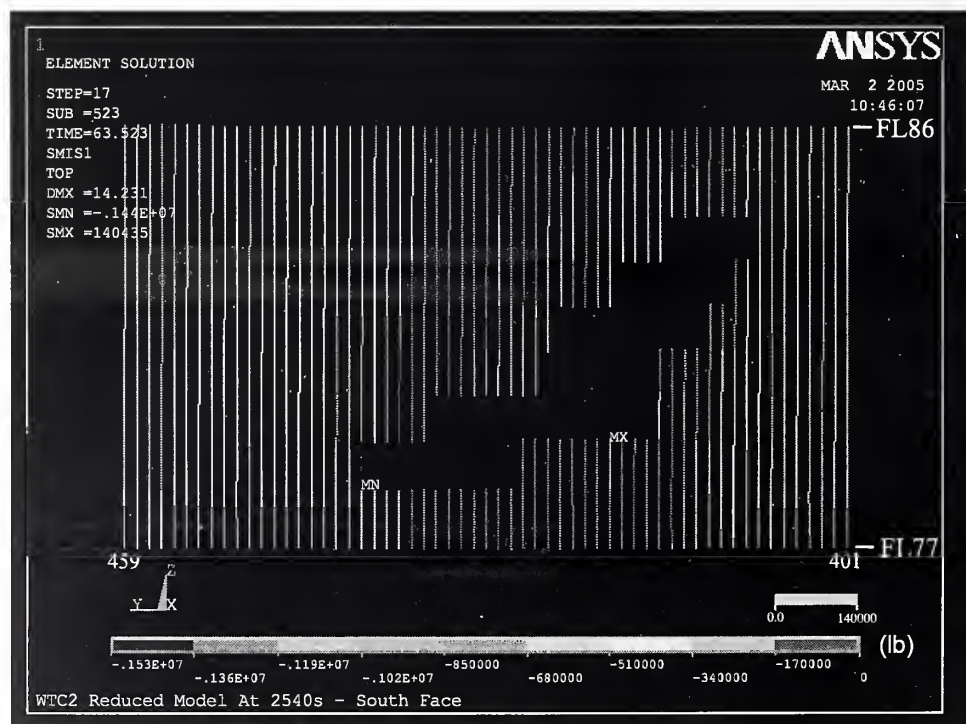 1
ANSYS
ELEMENT SOLUTION
MAR 2 2005
10:46:07
STEP=17
SUB =523
TIME=63.523
SMIS1
TOP
DMX =14.231
SMN =-.144E+07
SMX =140435
FL86
MX
MN
FL77
459
401
Z
Y
X
0.0 140000
(lb)
-.153E+07 -.119E+07 -850000 -510000 -170000
-.136E+07 -.102E+07 -680000 -340000 0
WTC2 Reduced Model At 2540s - South Face